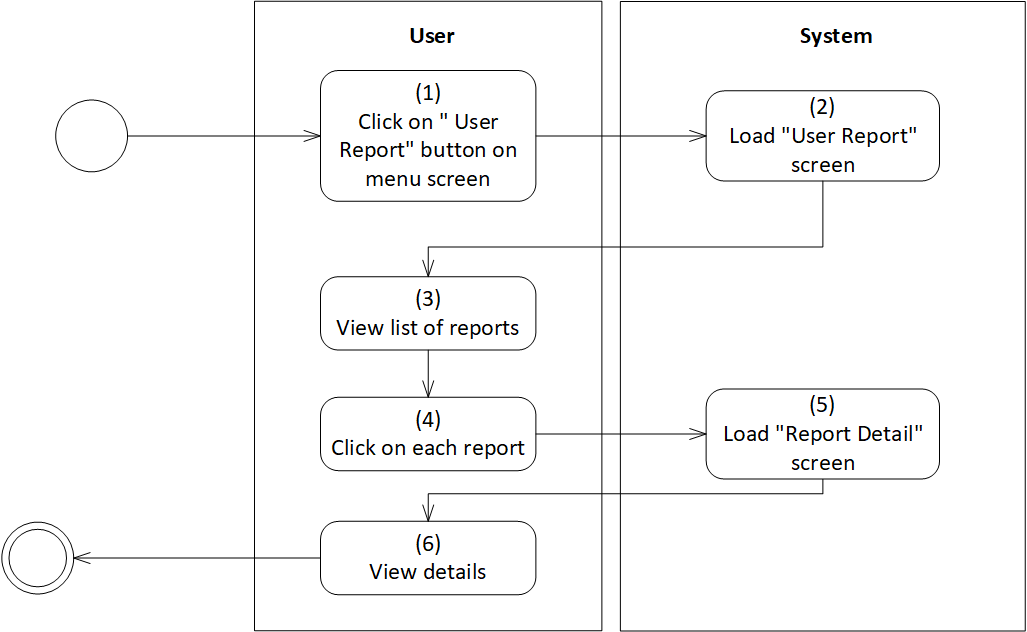 User
System
(1)
Click on " User
Report" button on
menu screen
(2)
Load "User Report"
screen
(3)
View list of reports
(4)
Click on each report
(5)
Load "Report Detail"
screen
(6)
View details